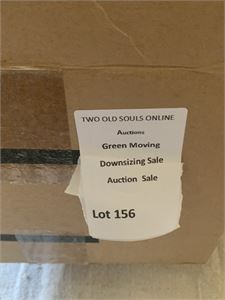 TWO OLD SOULS ONLINE
Auctions
Green Moving
Downsizing Sale
Auction Sale
Lot 156